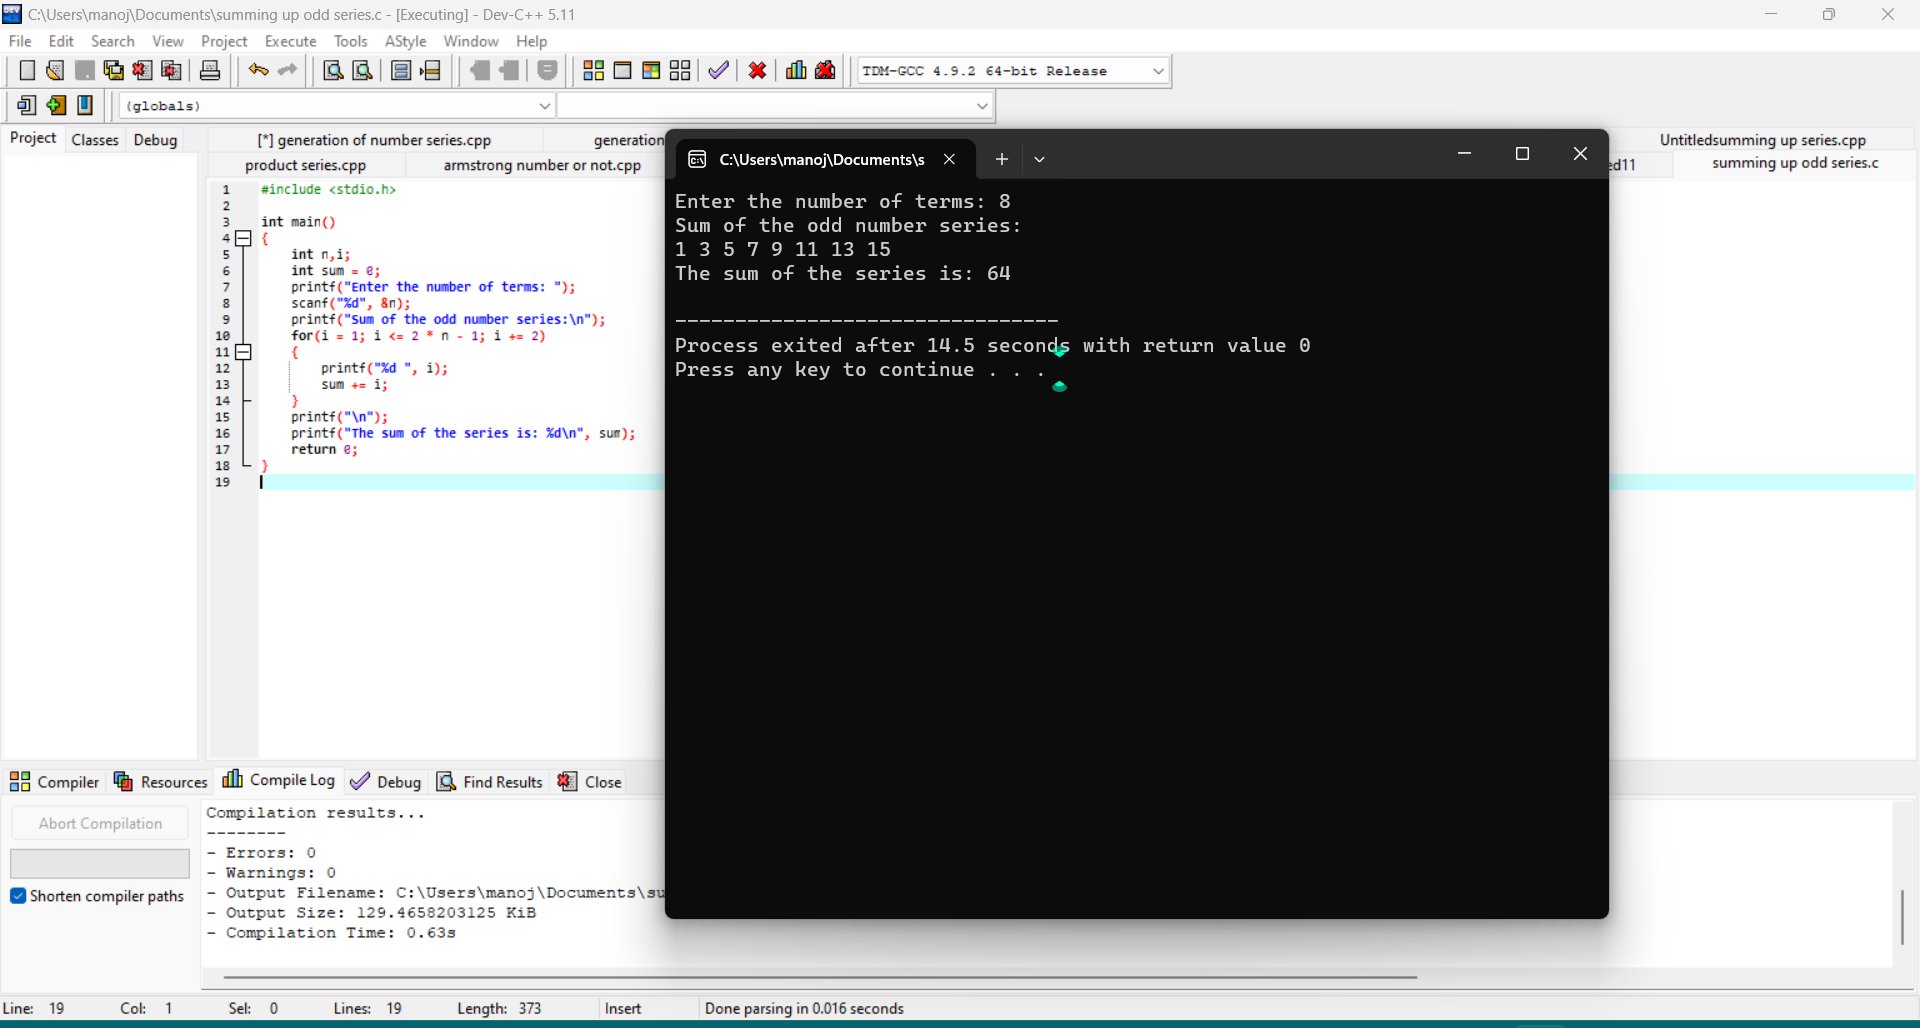 C:\Users\manoj\Documents\summing up odd series.c - [Executing] - Dev-C++ 5.11
File Edit Search View Project Execute Tools AStyle Window Help
TDM-GCC 4.9.2 64-bit Release
(globals)
Project Classes Debug
[*] generation of number series.cpp generation Untitledsumming up series.cpp
product series.cpp armstrong number or not.cpp ed11 summing up odd series.c
1 #include <stdio.h>
2
3 int main()
4 {
5 int n,i;
6 int sum = 0;
7 printf("Enter the number of terms: ");
8 scanf("%d", &n);
9 printf("Sum of the odd number series:\n");
10 for(i = 1; i <= 2 * n - 1; i += 2)
11 {
12 printf("%d ", i);
13 sum += i;
14 }
15 printf("\n");
16 printf("The sum of the series is: %d\n", sum);
17 return 0;
18 }
19
C:\Users\manoj\Documents\s
Enter the number of terms: 8
Sum of the odd number series:
1 3 5 7 9 11 13 15
The sum of the series is: 64
--------------------------------
Process exited after 14.5 seconds with return value 0
Press any key to continue . . .
Compiler Resources Compile Log Debug Find Results Close
Abort Compilation
Shorten compiler paths
Compilation results...
--------
- Errors: 0
- Warnings: 0
- Output Filename: C:\Users\manoj\Documents\su
- Output Size: 129.4658203125 KiB
- Compilation Time: 0.63s
Line: 19 Col: 1 Sel: 0 Lines: 19 Length: 373 Insert Done parsing in 0.016 seconds